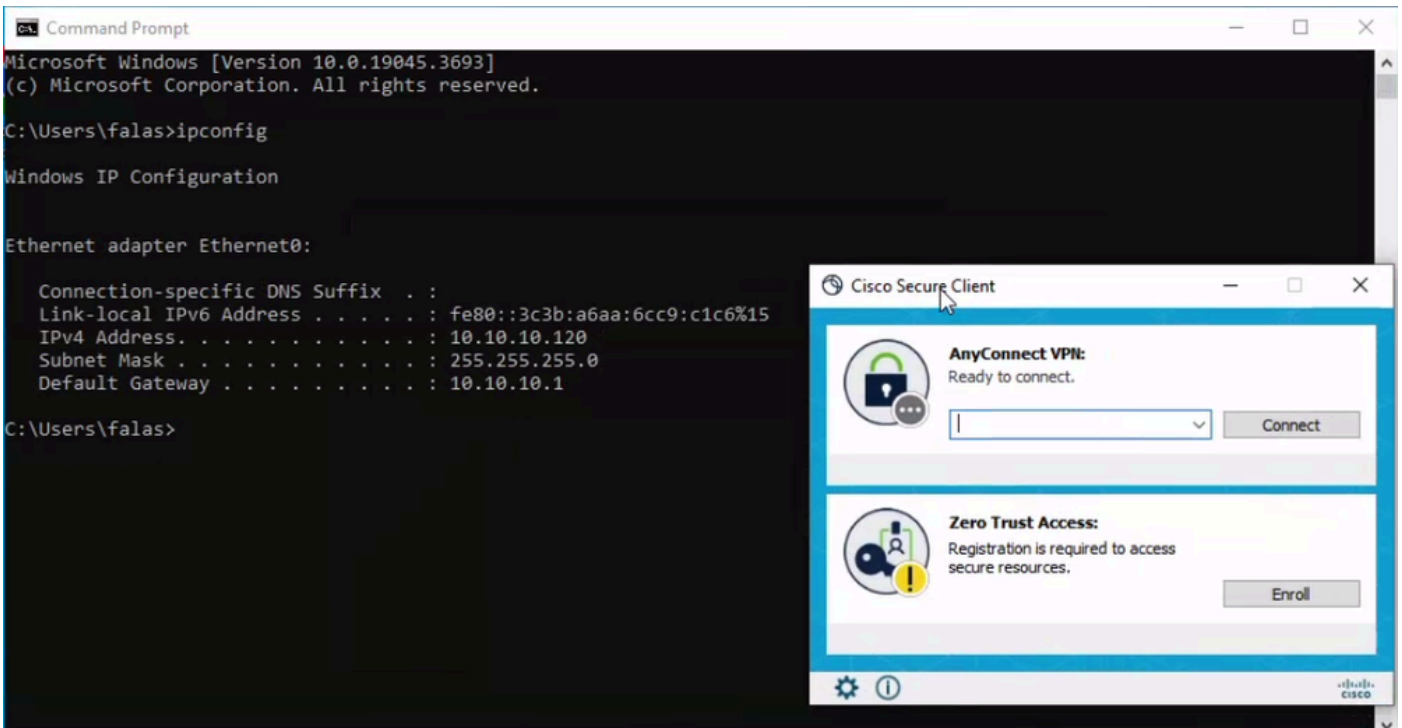 Command Prompt
Microsoft Windows [Version 10.0.19045.3693]
(c) Microsoft Corporation. All rights reserved.
C:\Users\falas>ipconfig
Windows IP Configuration
Ethernet adapter Ethernet0:
Connection-specific DNS Suffix  . :
Link-local IPv6 Address . . . . . : fe80::3c3b:a6aa:6cc9:c1c6%15
IPv4 Address. . . . . . . . . . . : 10.10.10.120
Subnet Mask . . . . . . . . . . . : 255.255.255.0
Default Gateway . . . . . . . . . : 10.10.10.1
C:\Users\falas>
Cisco Secure Client
AnyConnect VPN:
Ready to connect.
Connect
Zero Trust Access:
Registration is required to access
secure resources.
Enroll
CISCO